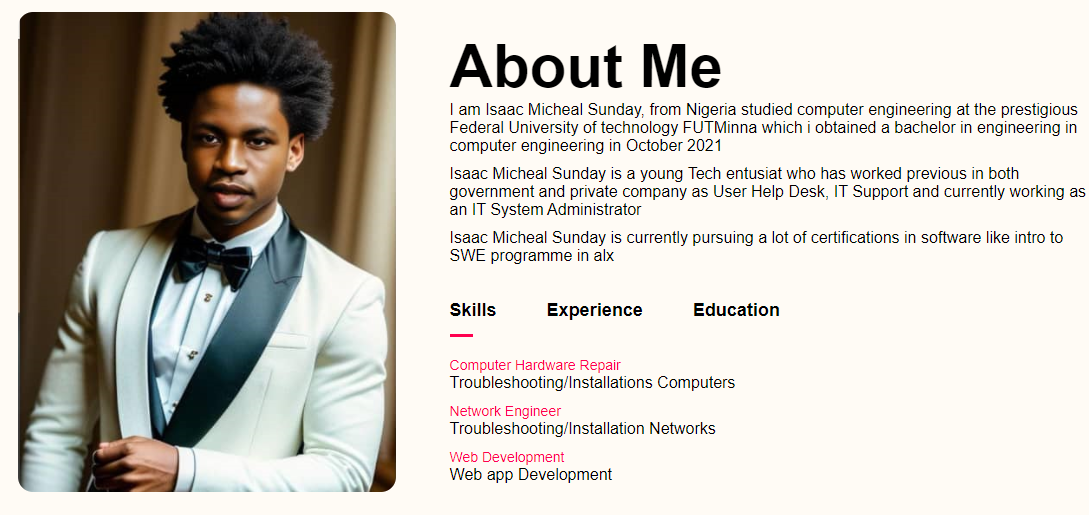 About Me
I am Isaac Micheal Sunday, from Nigeria studied computer engineering at the prestigious
Federal University of technology FUTMinna which i obtained a bachelor in engineering in
computer engineering in October 2021
Isaac Micheal Sunday is a young Tech entusiat who has worked previous in both
government and private company as User Help Desk, IT Support and currently working as
an IT System Administrator
Isaac Micheal Sunday is currently pursuing a lot of certifications in software like intro to
SWE programme in alx
Skills Experience Education
Computer Hardware Repair
Troubleshooting/Installations Computers
Network Engineer
Troubleshooting/Installation Networks
Web Development
Web app Development